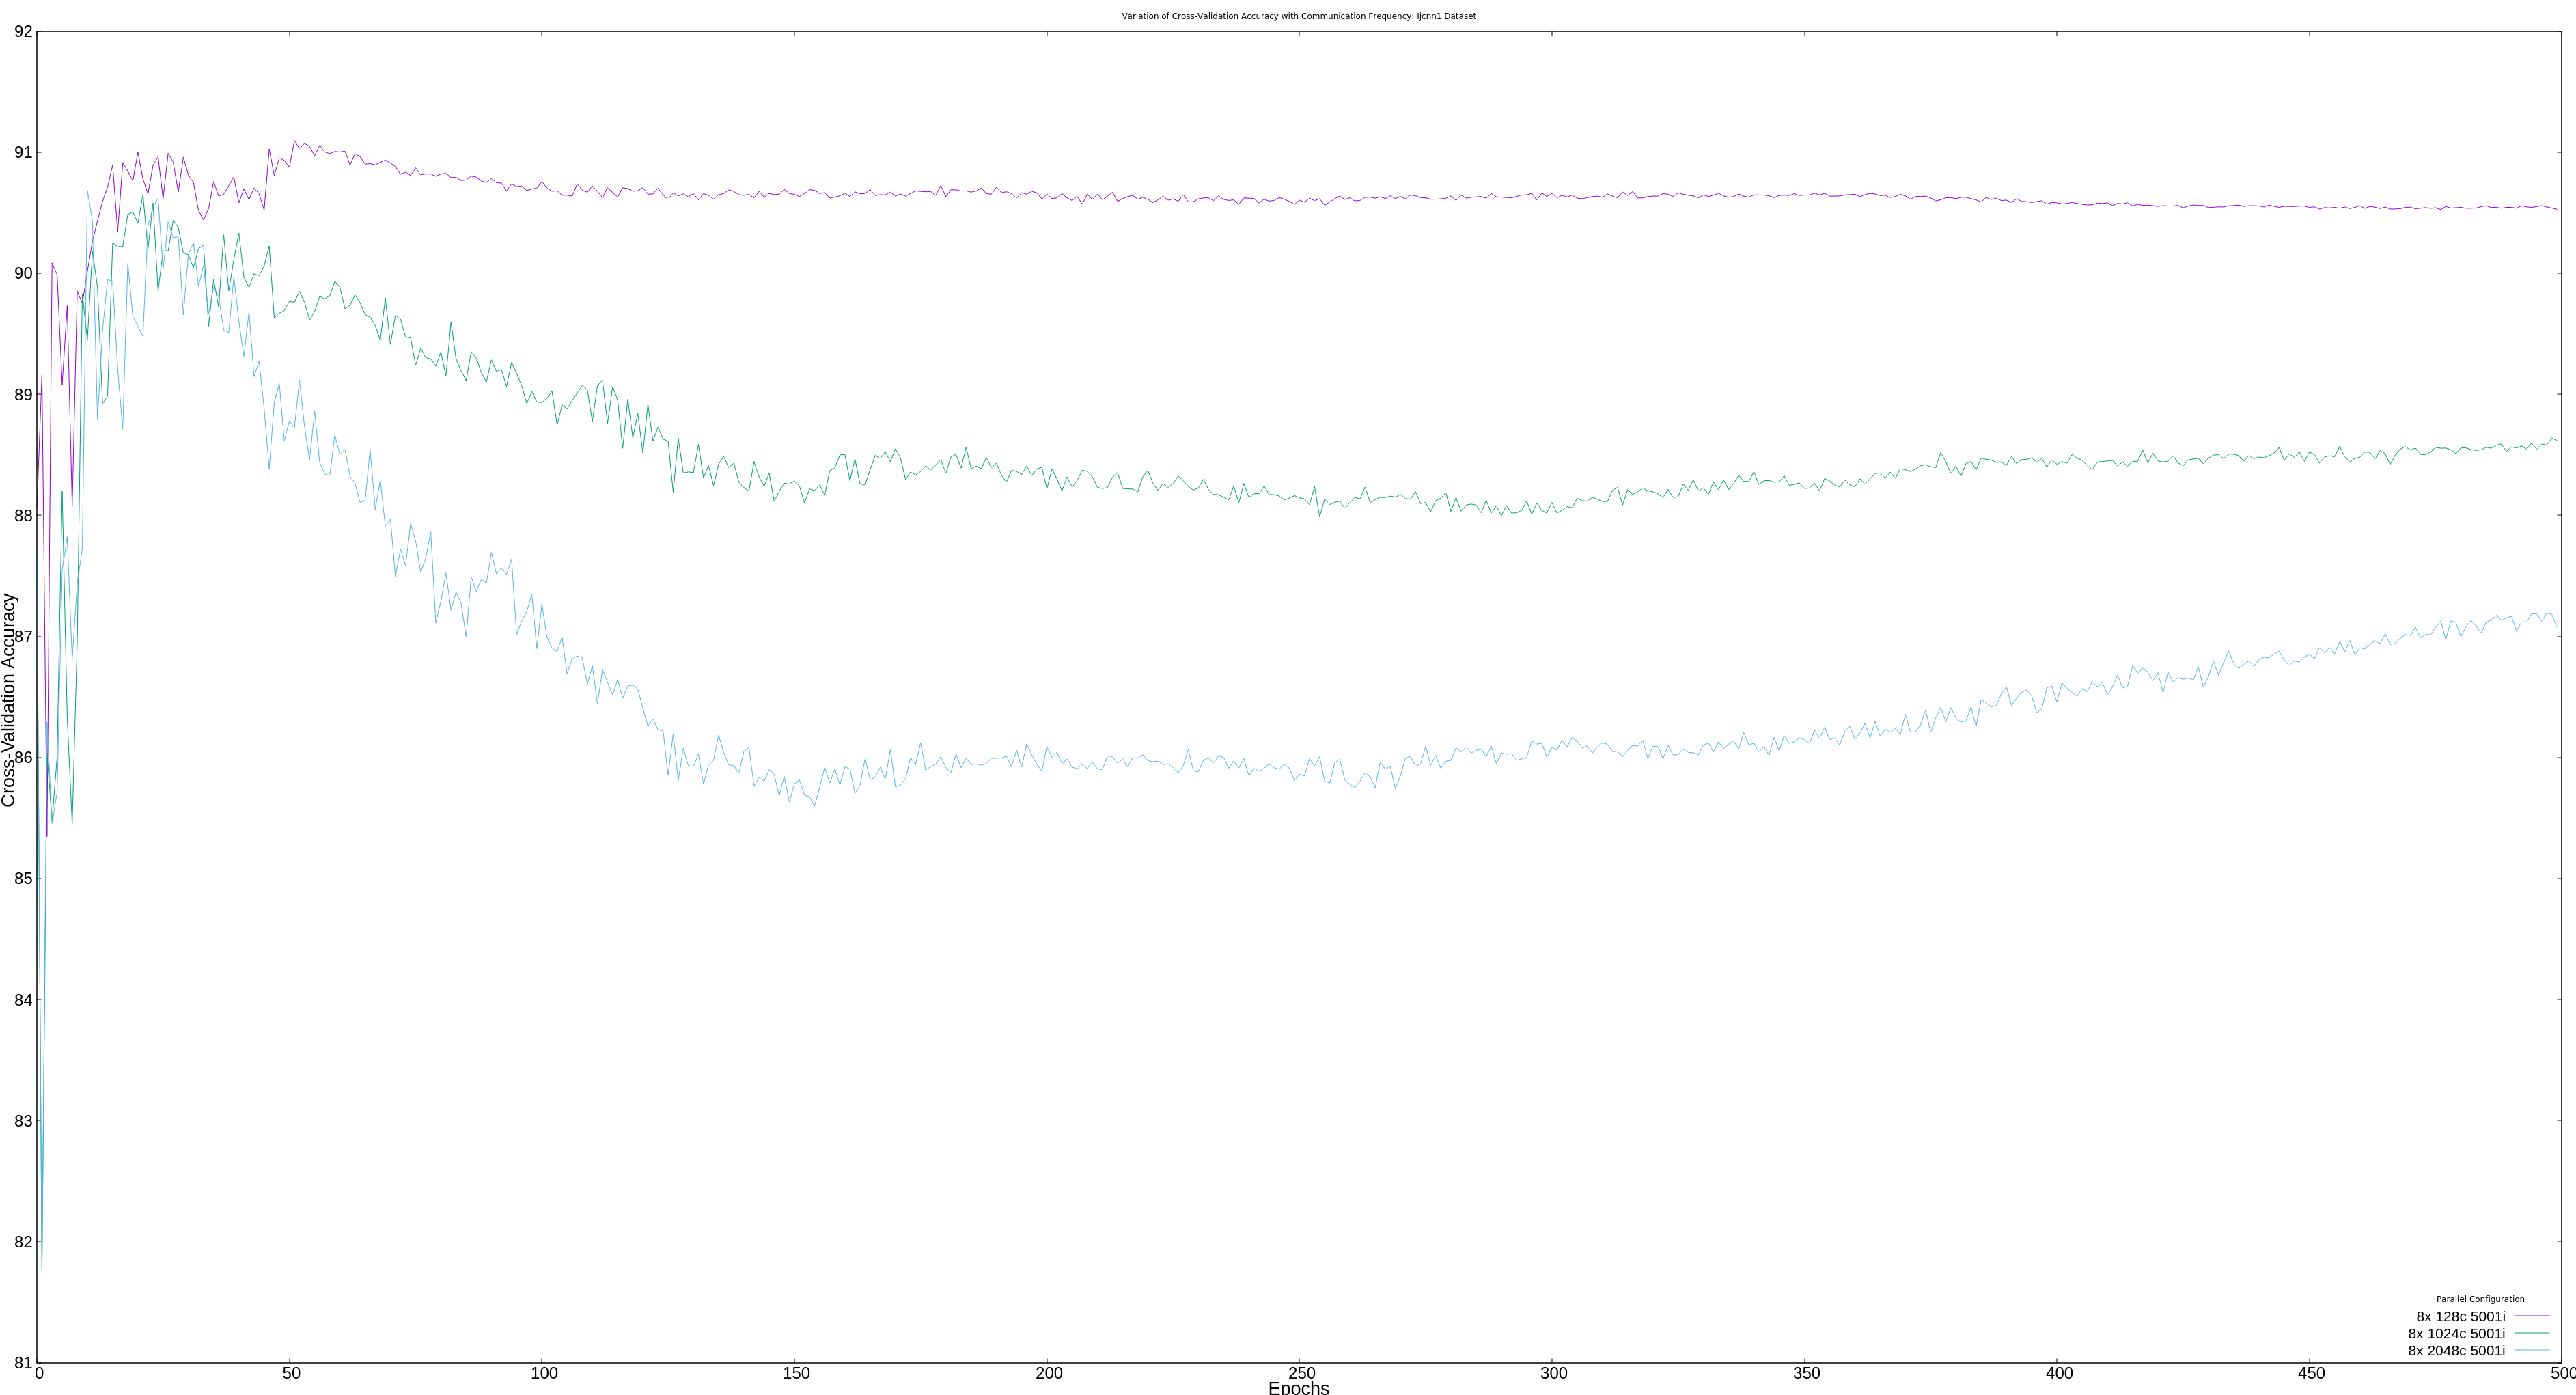 Variation of Cross-Validation Accuracy with Communication Frequency: Ijcnn1 Dataset
92
91
90
89
88
87
86
85
84
83
82
81
Cross-Validation Accuracy
0 50 100 150 200 250 300 350 400 450 500
Epochs
Parallel Configuration
8x 128c 5001i
8x 1024c 5001i
8x 2048c 5001i